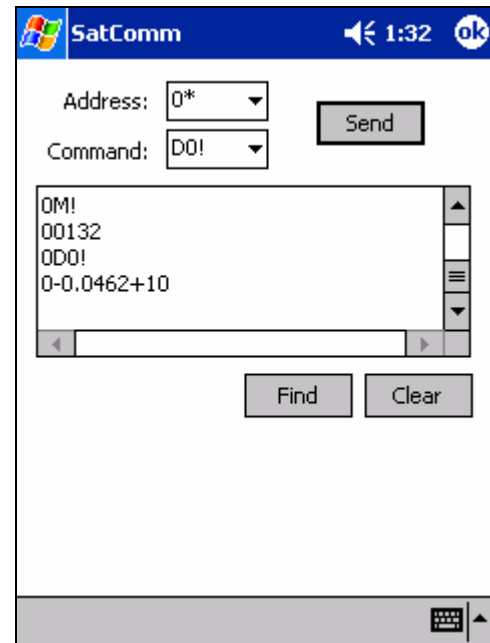 SatComm 1:32 ok
Address: 0*
Send
Command: D0!
0M!
00132
0D0!
0-0.0462+10
Find Clear